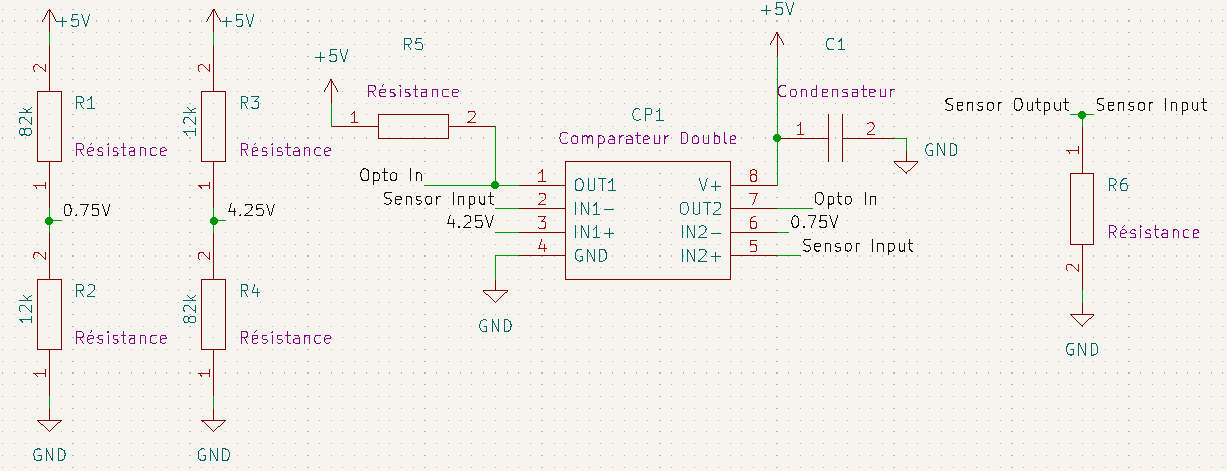 +5V
2
82k
R1
Résistance
1
0.75V
2
12k
R2
Résistance
1
GND
+5V
2
12k
R3
Résistance
1
4.25V
2
82k
R4
Résistance
1
GND
R5
+5V
Résistance
1
2
Opto In
Sensor Input
4.25V
GND
CP1
Comparateur Double
1
OUT1
2
IN1-
3
IN1+
4
GND
V+
8
OUT2
7
IN2-
6
IN2+
5
Opto In
0.75V
Sensor Input
+5V
C1
Condensateur
1
2
GND
Sensor Output
Sensor Input
1
R6
Résistance
2
GND